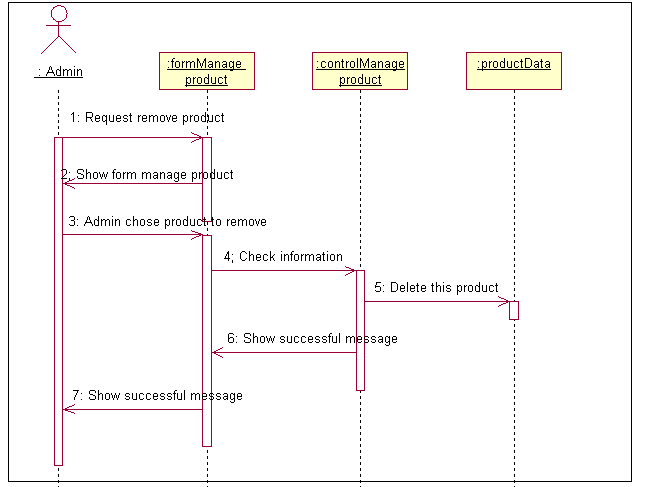 : Admin
:formManage
product
:controlManage
product
:productData
1: Request remove product
2; Show form manage product
3: Admin chose product to remove
4; Check information
5: Delete this product
6: Show successful message
7: Show successful message